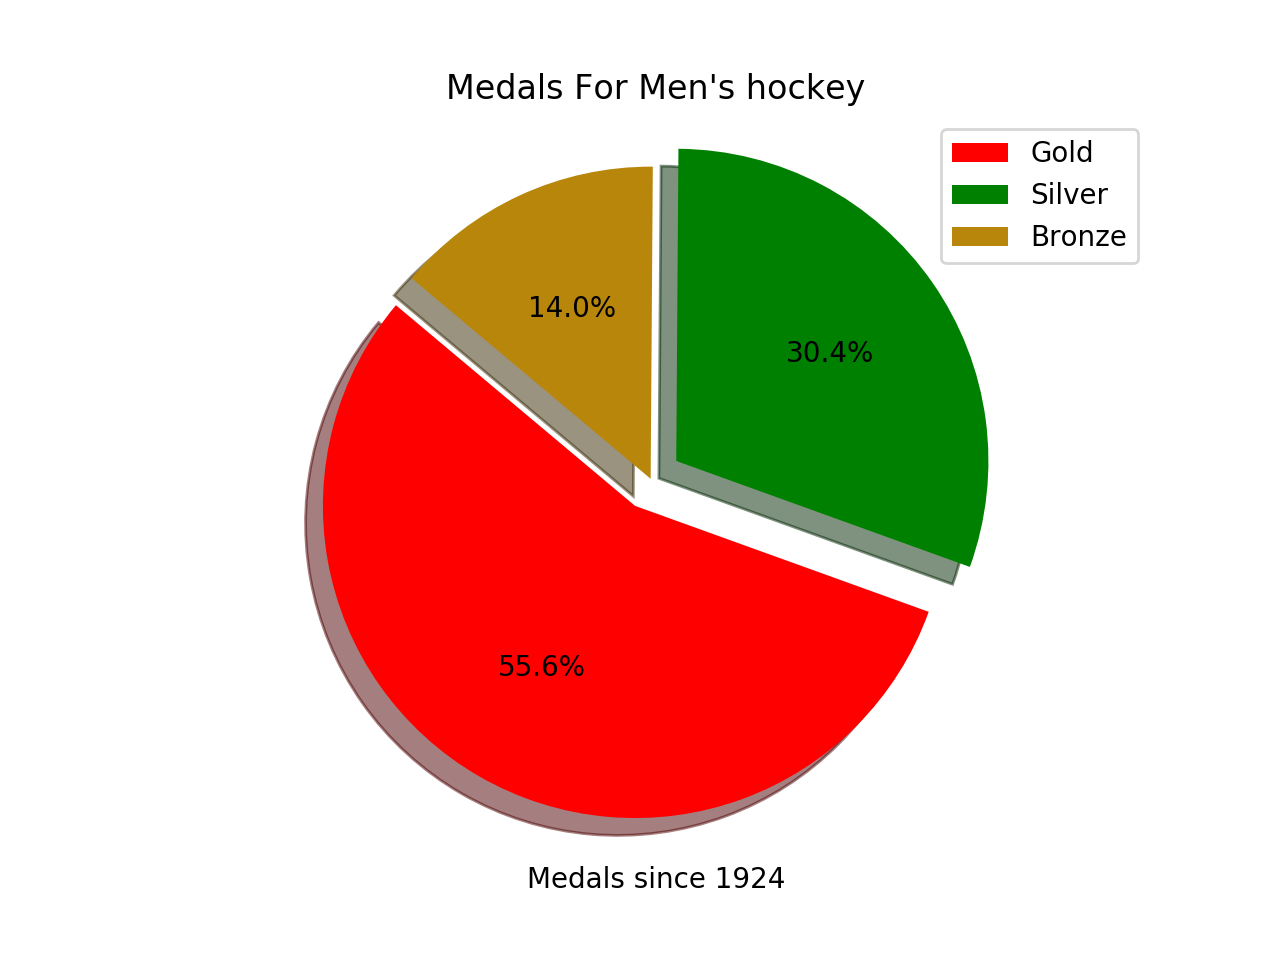 Medals For Men's hockey
Gold
Silver
Bronze
14.0%
30.4%
55.6%
Medals since 1924